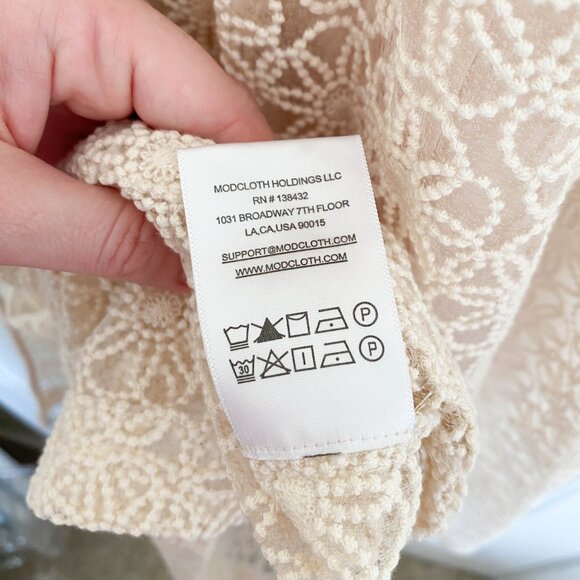 MODCLOTH HOLDINGS LLC
RN # 138432
1031 BROADWAY 7TH FLOOR
LA,CA,USA 90015
SUPPORT@MODCLOTH.COM
WWW.MODCLOTH.COM
P
30 P